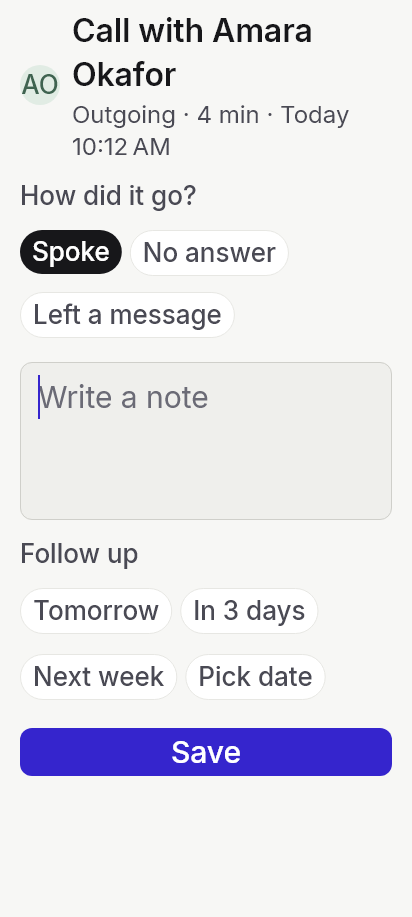 Call with Amara
Okafor
AO
Outgoing · 4 min · Today
10:12 AM
How did it go?
Spoke
No answer
Left a message
Write a note
Follow up
Tomorrow
In 3 days
Next week
Pick date
Save